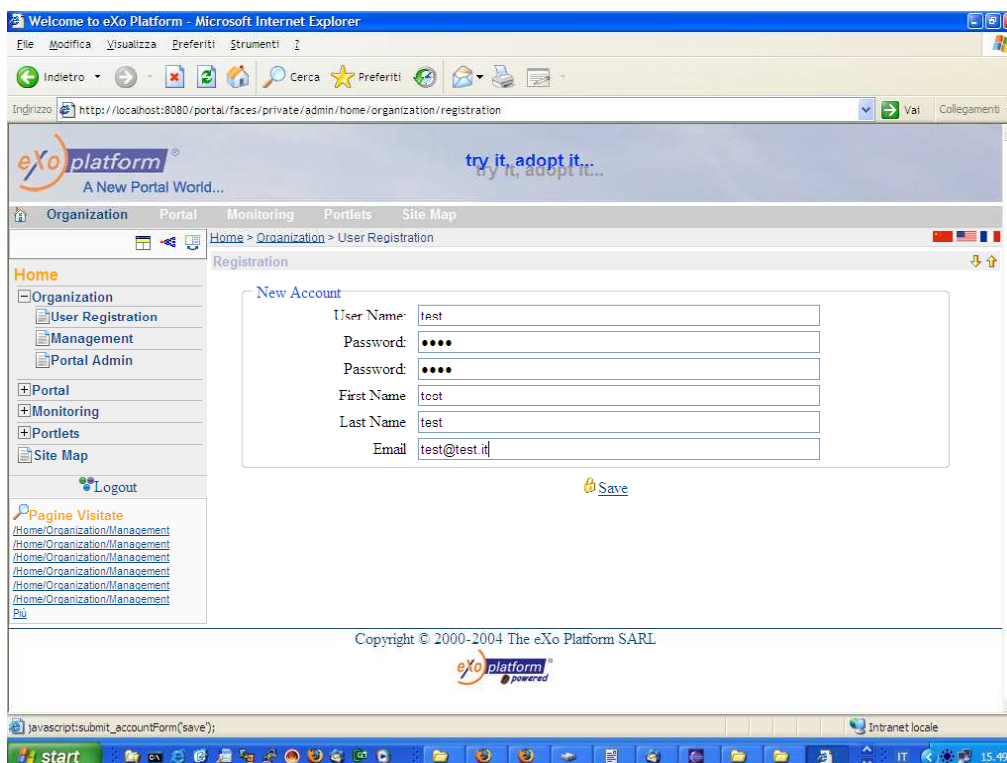 Welcome to eXo Platform - Microsoft Internet Explorer
File Modifica Visualizza Preferiti Strumenti ?
Indietro Cerca Preferiti
Indirizzo http://localhost:8080/portal/faces/private/admin/home/organization/registration Vai Collegamenti
eXo platform ®
A New Portal World...
try it, adopt it...
try it, adopt it...
Organization Portal Monitoring Portlets Site Map
Home > Organization > User Registration
Registration
Home
Organization
User Registration
Management
Portal Admin
Portal
Monitoring
Portlets
Site Map
Logout
Pagine Visitate
/Home/Organization/Management
/Home/Organization/Management
/Home/Organization/Management
/Home/Organization/Management
/Home/Organization/Management
/Home/Organization/Management
Più
New Account
User Name: test
Password: ••••
Password: ••••
First Name test
Last Name test
Email test@test.it
Save
Copyright © 2000-2004 The eXo Platform SARL
eXo platform ®
powered
javascript:submit_accountForm('save'); Intranet locale
start IT 15.49